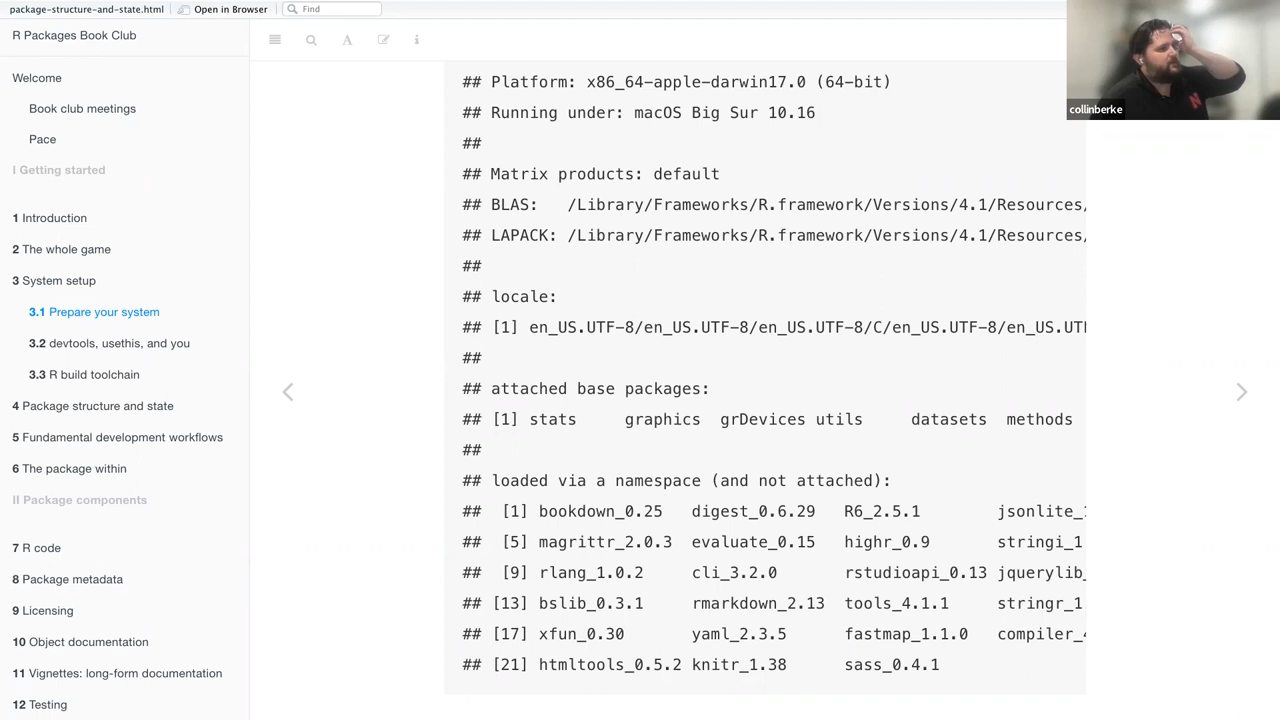 package-structure-and-state.html
Open in Browser
Find
R Packages Book Club
Welcome
Book club meetings
Pace
I Getting started
1 Introduction
2 The whole game
3 System setup
3.1 Prepare your system
3.2 devtools, usethis, and you
3.3 R build toolchain
4 Package structure and state
5 Fundamental development workflows
6 The package within
II Package components
7 R code
8 Package metadata
9 Licensing
10 Object documentation
11 Vignettes: long-form documentation
12 Testing
A
i
## Platform: x86_64-apple-darwin17.0 (64-bit)
## Running under: macOS Big Sur 10.16
##
## Matrix products: default
## BLAS:   /Library/Frameworks/R.framework/Versions/4.1/Resources/
## LAPACK: /Library/Frameworks/R.framework/Versions/4.1/Resources/
##
## locale:
## [1] en_US.UTF-8/en_US.UTF-8/en_US.UTF-8/C/en_US.UTF-8/en_US.UTF
##
## attached base packages:
## [1] stats     graphics  grDevices utils     datasets  methods
##
## loaded via a namespace (and not attached):
##  [1] bookdown_0.25   digest_0.6.29   R6_2.5.1        jsonlite_1
##  [5] magrittr_2.0.3  evaluate_0.15   highr_0.9       stringi_1
##  [9] rlang_1.0.2     cli_3.2.0       rstudioapi_0.13 jquerylib_
## [13] bslib_0.3.1     rmarkdown_2.13  tools_4.1.1     stringr_1
## [17] xfun_0.30       yaml_2.3.5      fastmap_1.1.0   compiler_4
## [21] htmltools_0.5.2 knitr_1.38      sass_0.4.1
N
collinberke